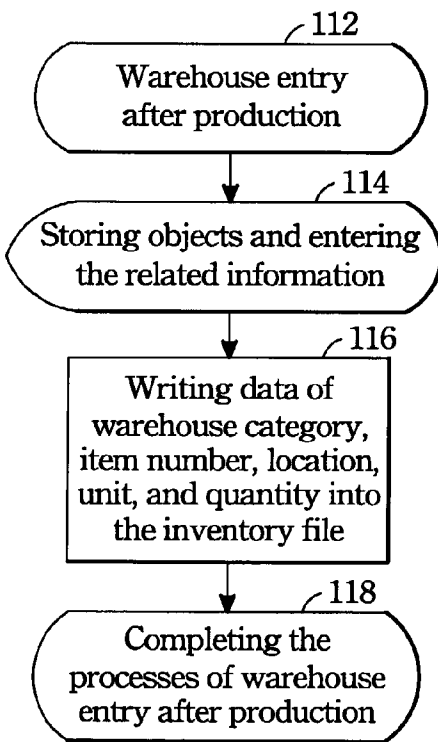 112
Warehouse entry
after production
114
Storing objects and entering
the related information
116
Writing data of
warehouse category,
item number, location,
unit, and quantity into
the inventory file
118
Completing the
processes of warehouse
entry after production